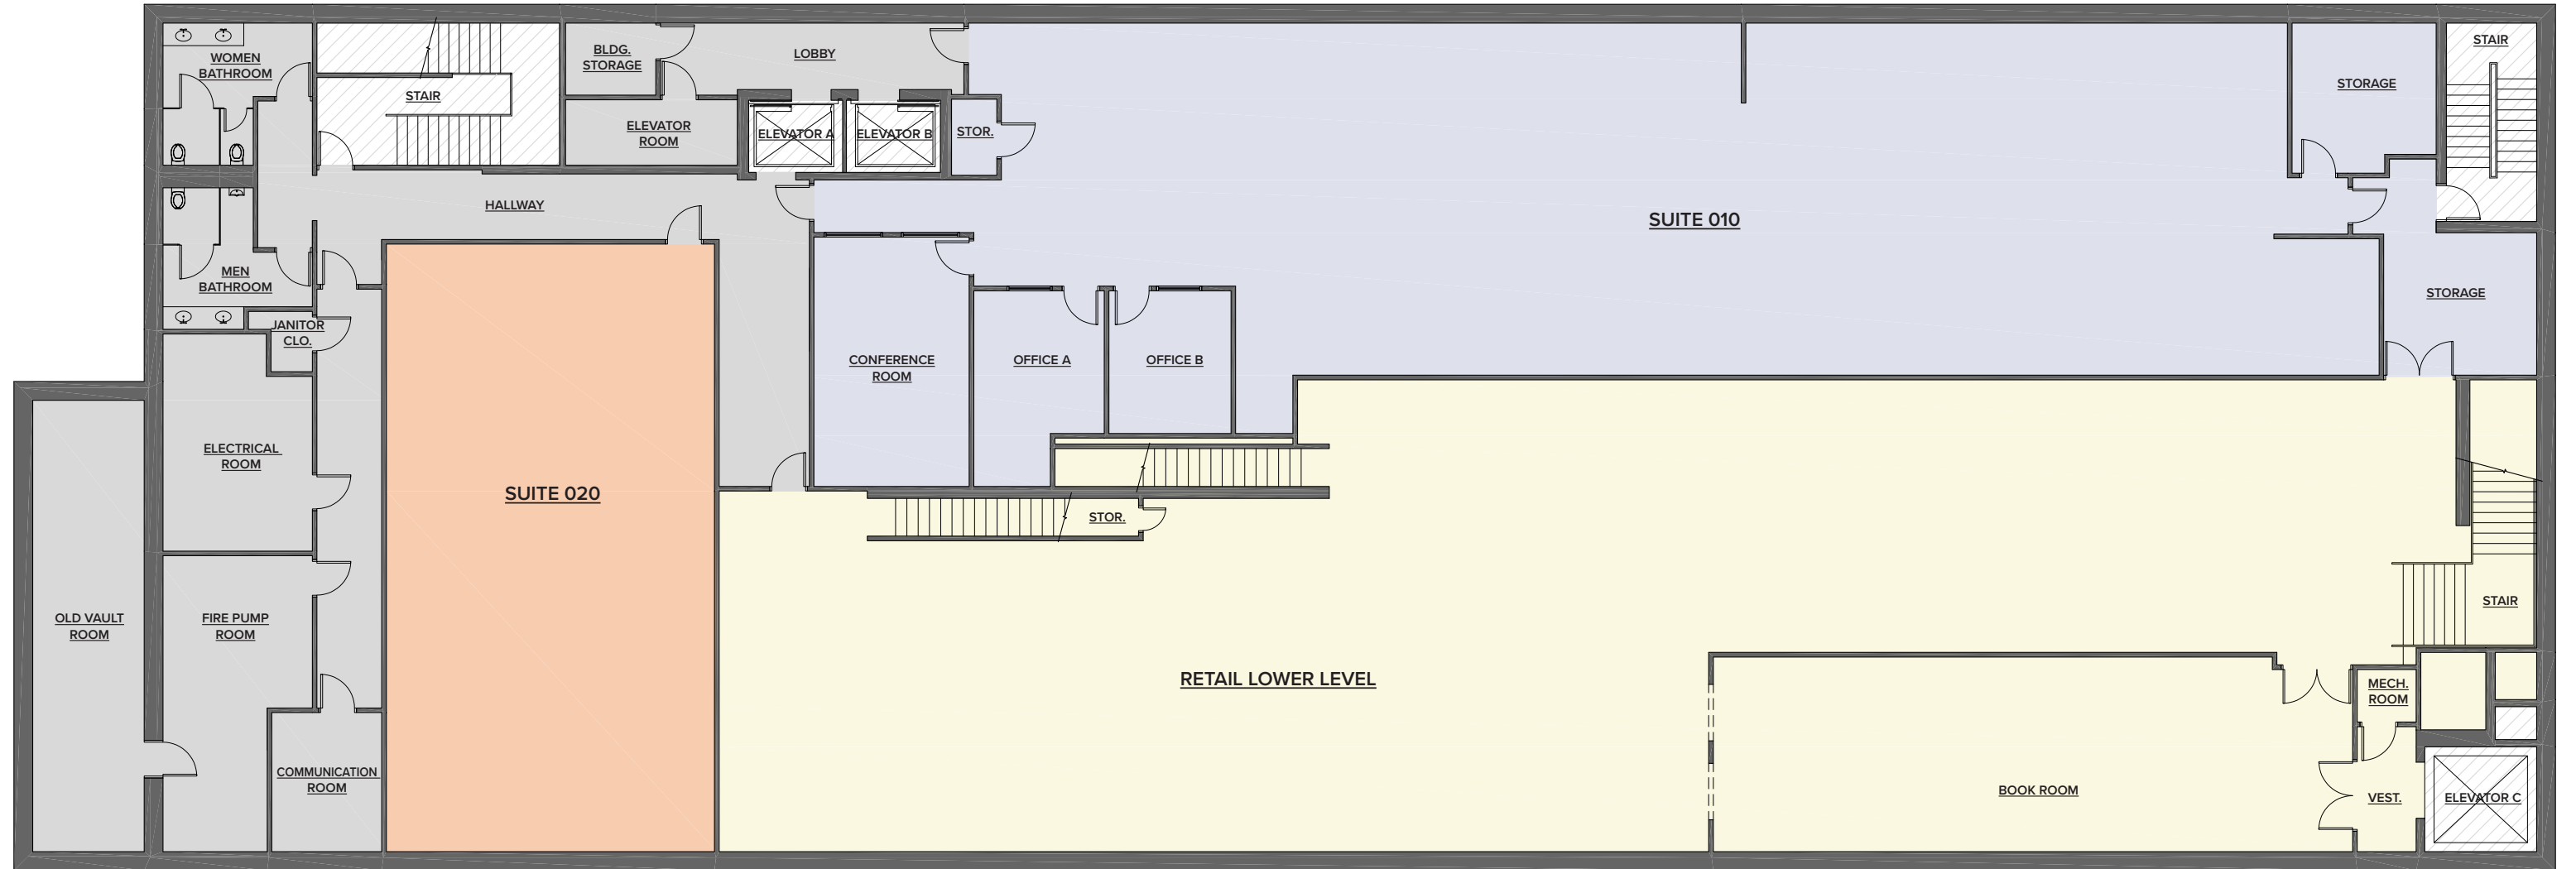 WOMEN
BATHROOM
STAIR
BLDG.
STORAGE
LOBBY
ELEVATOR
ROOM
ELEVATOR A
ELEVATOR B
STOR.
STORAGE
STAIR
HALLWAY
SUITE 010
MEN
BATHROOM
JANITOR
CLO.
STORAGE
CONFERENCE
ROOM
OFFICE A
OFFICE B
ELECTRICAL
ROOM
SUITE 020
STOR.
OLD VAULT
ROOM
FIRE PUMP
ROOM
STAIR
RETAIL LOWER LEVEL
MECH.
ROOM
COMMUNICATION
ROOM
BOOK ROOM
VEST.
ELEVATOR C